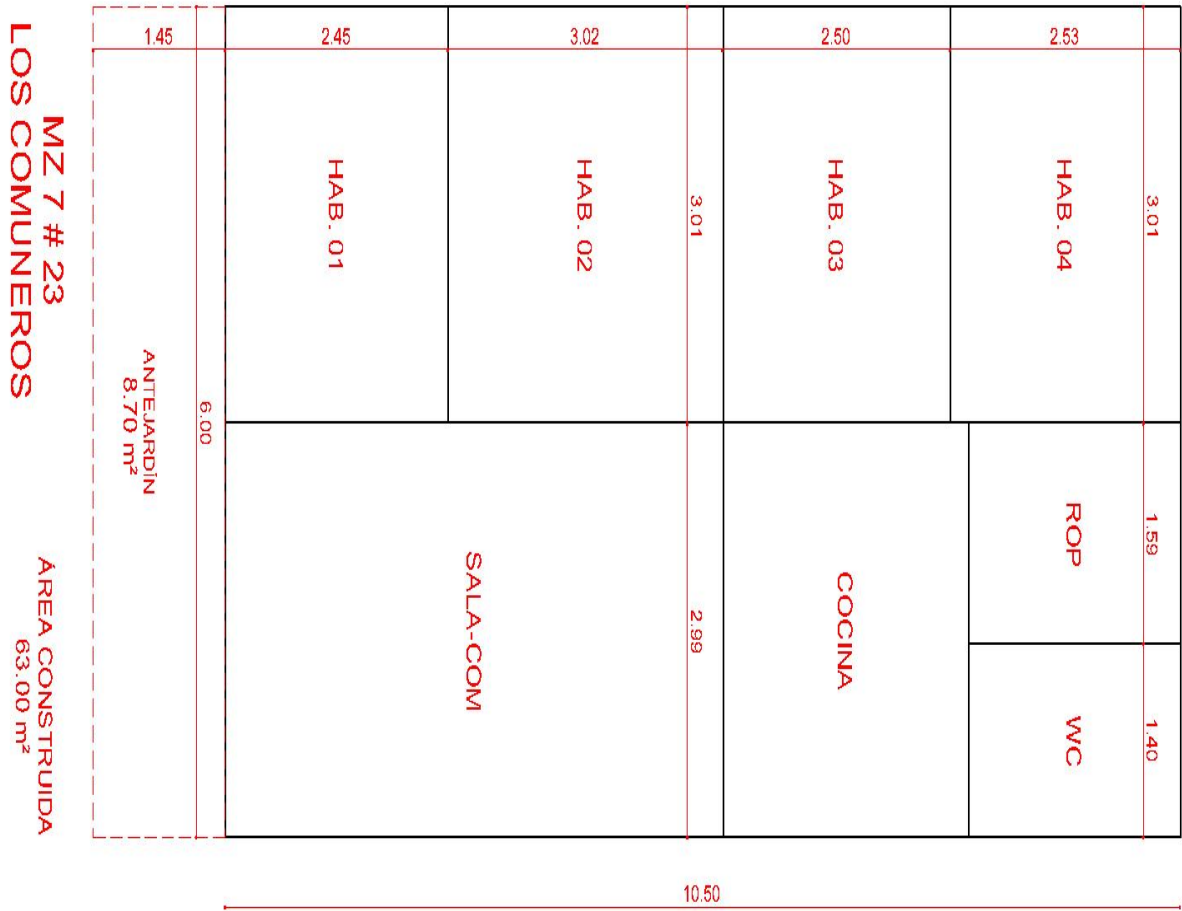 1.45
2.45
3.02
2.50
2.53
HAB. 01
HAB. 02
HAB. 03
HAB. 04
3.01
3.01
6.00
2.99
1.59
1.40
ROP
WC
COCINA
SALA-COM
ANTEJARDÍN
8.70 m²
MZ 7 # 23
LOS COMUNEROS
ÁREA CONSTRUIDA
63.00 m²
10.50